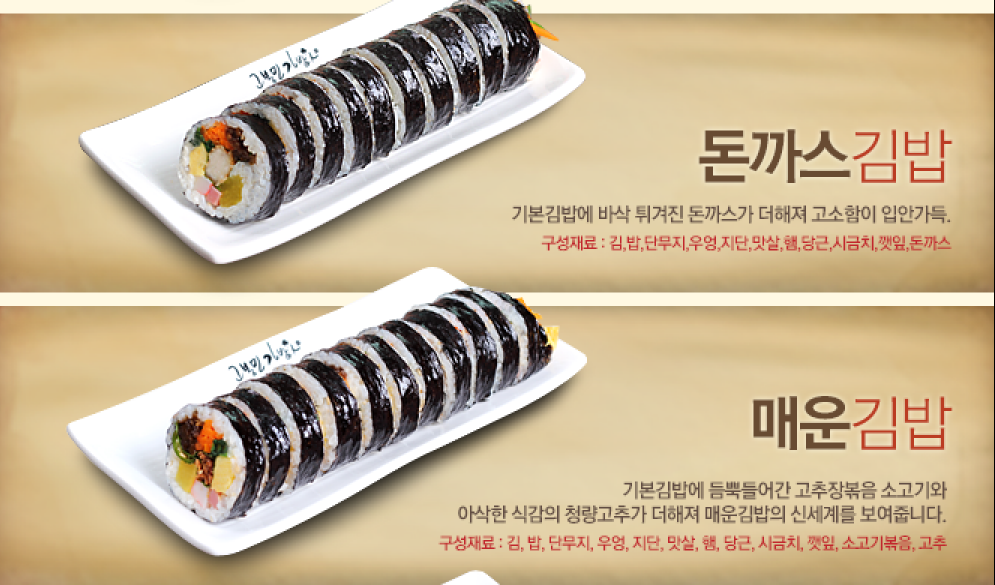 돈까스김밥
기본김밥에 바삭 튀겨진 돈까스가 더해져 고소함이 입안가득.
구성재료 : 김,밥,단무지,우엉,지단,맛살,햄,당근,시금치,깻잎,돈까스
매운김밥
기본김밥에 듬뿍들어간 고추장볶음 소고기와
아삭한 식감의 청량고추가 더해져 매운김밥의 신세계를 보여줍니다.
구성재료 : 김, 밥, 단무지, 우엉, 지단, 맛살, 햄, 당근, 시금치, 깻잎, 소고기볶음, 고추